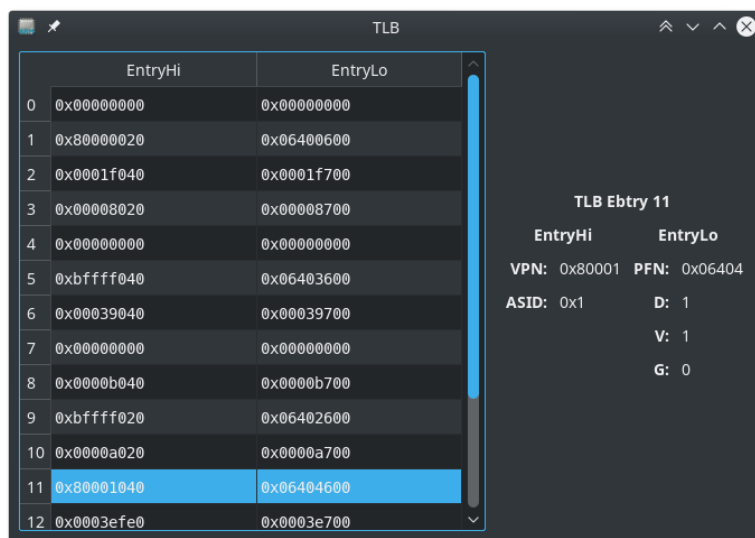 TLB
EntryHi EntryLo
0 0x00000000 0x00000000
1 0x80000020 0x06400600
2 0x0001f040 0x0001f700
3 0x00008020 0x00008700
4 0x00000000 0x00000000
5 0xbffff040 0x06403600
6 0x00039040 0x00039700
7 0x00000000 0x00000000
8 0x0000b040 0x0000b700
9 0xbffff020 0x06402600
10 0x0000a020 0x0000a700
11 0x80001040 0x06404600
12 0x0003efe0 0x0003e700
TLB Ebtry 11
EntryHi EntryLo
VPN: 0x80001 PFN: 0x06404
ASID: 0x1 D: 1
V: 1
G: 0